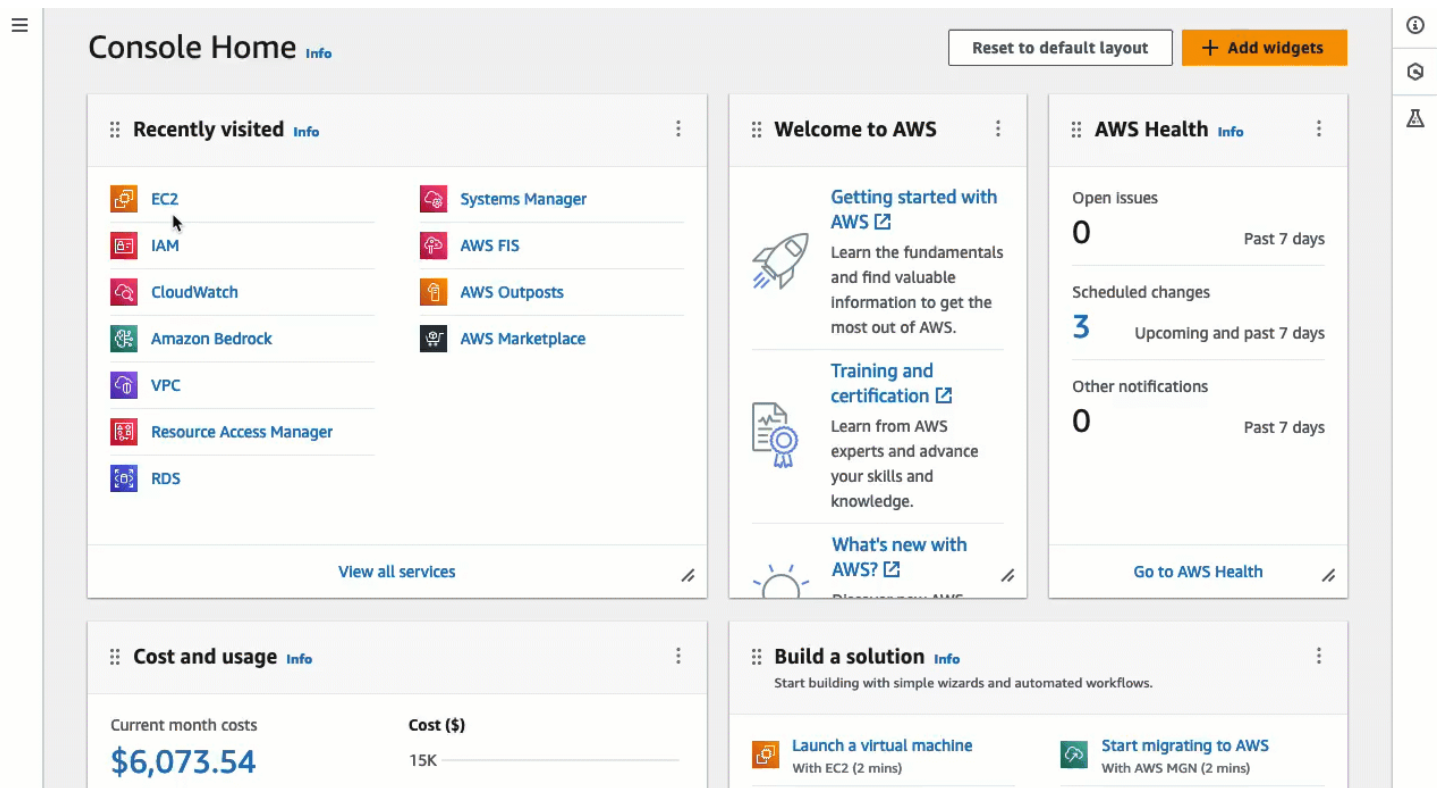 Console Home Info
Reset to default layout
+ Add widgets
Recently visited Info
EC2
IAM
CloudWatch
Amazon Bedrock
VPC
Resource Access Manager
RDS
Systems Manager
AWS FIS
AWS Outposts
AWS Marketplace
View all services
Welcome to AWS
Getting started with
AWS
Learn the fundamentals
and find valuable
information to get the
most out of AWS.
Training and
certification
Learn from AWS
experts and advance
your skills and
knowledge.
What's new with
AWS?
Discover new AWS
AWS Health Info
Open issues
0
Past 7 days
Scheduled changes
3
Upcoming and past 7 days
Other notifications
0
Past 7 days
Go to AWS Health
Cost and usage Info
Current month costs
$6,073.54
Cost ($)
15K
Build a solution Info
Start building with simple wizards and automated workflows.
Launch a virtual machine
With EC2 (2 mins)
Start migrating to AWS
With AWS MGN (2 mins)